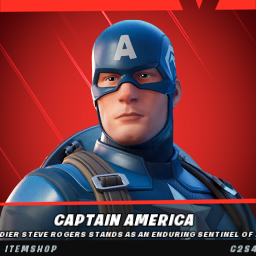 A
CAPTAIN AMERICA
DIER STEVE ROGERS STANDS AS AN ENDURING SENTINEL OF
ITEMSHOP C2S4